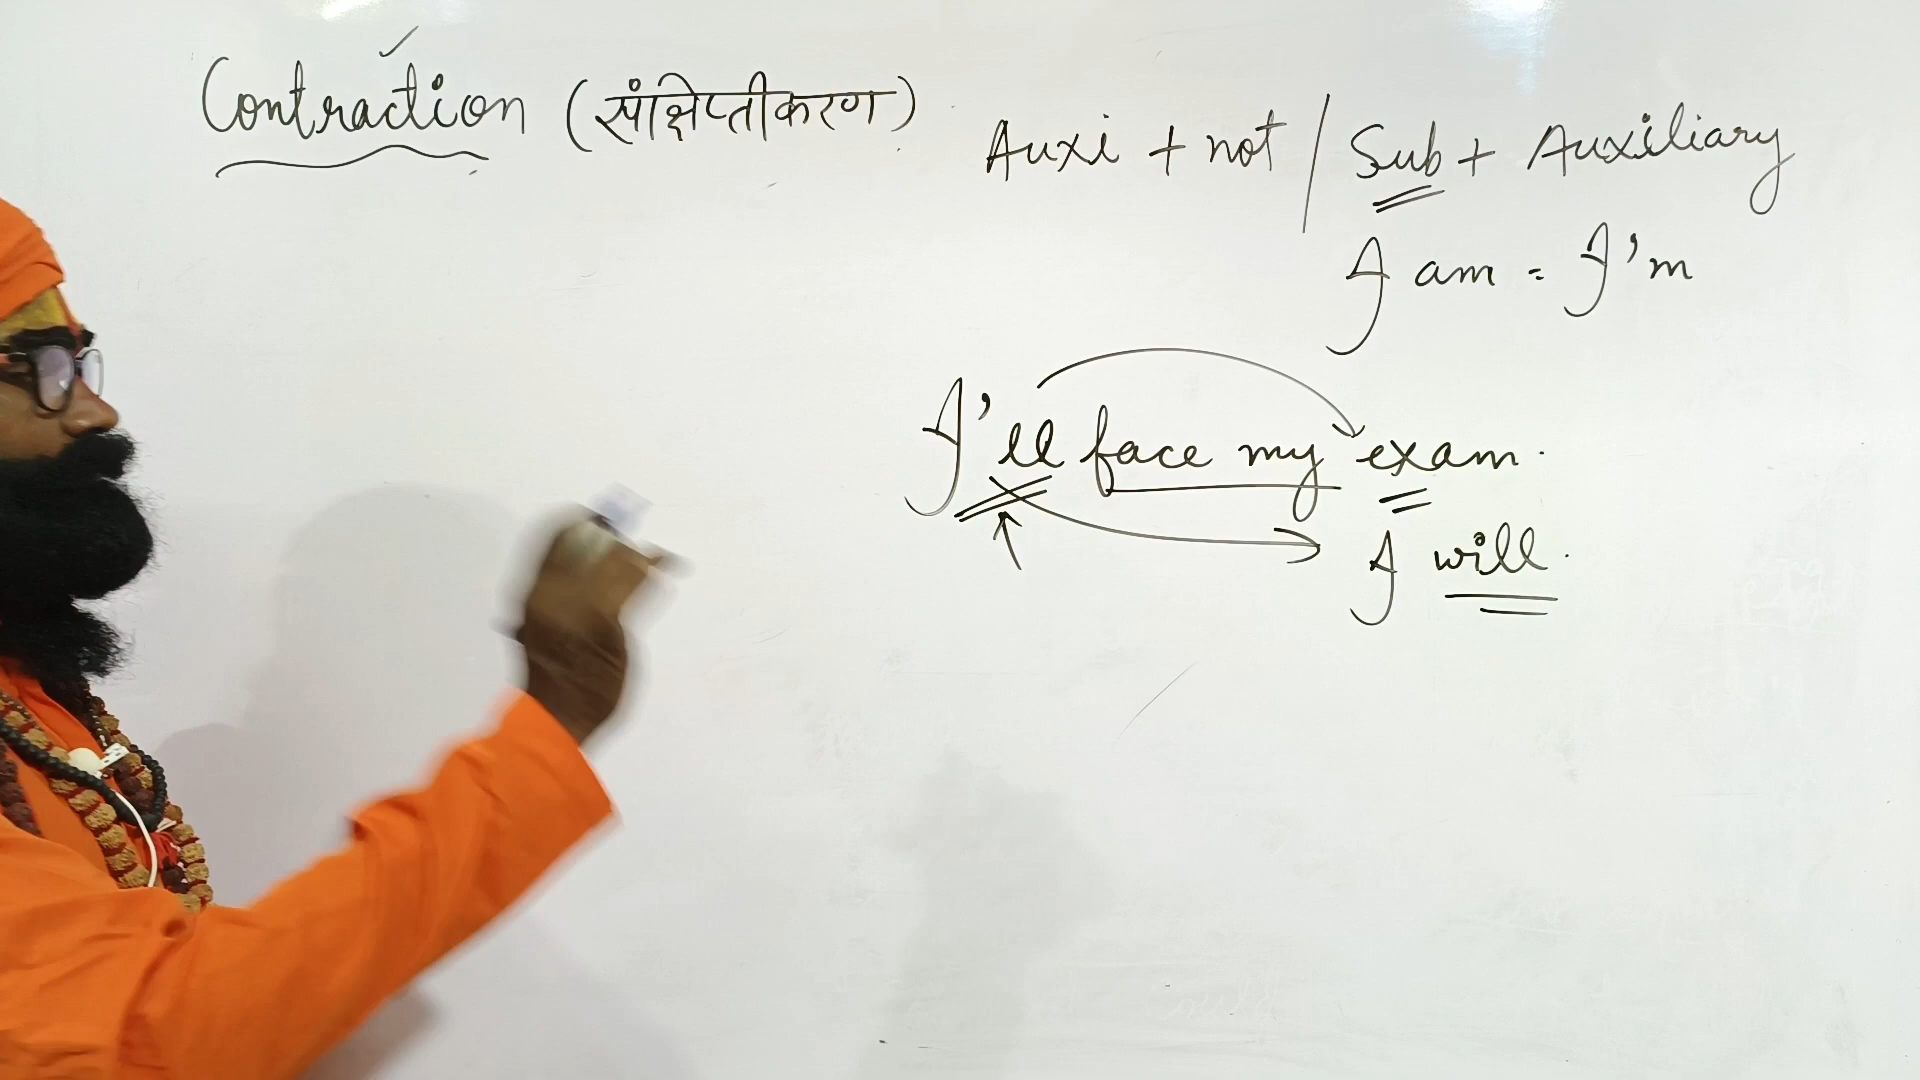 Contraction (संक्षिप्तीकरण)
Auxi + not / Sub + Auxiliary
I am = I'm
I'll face my exam.
I will.